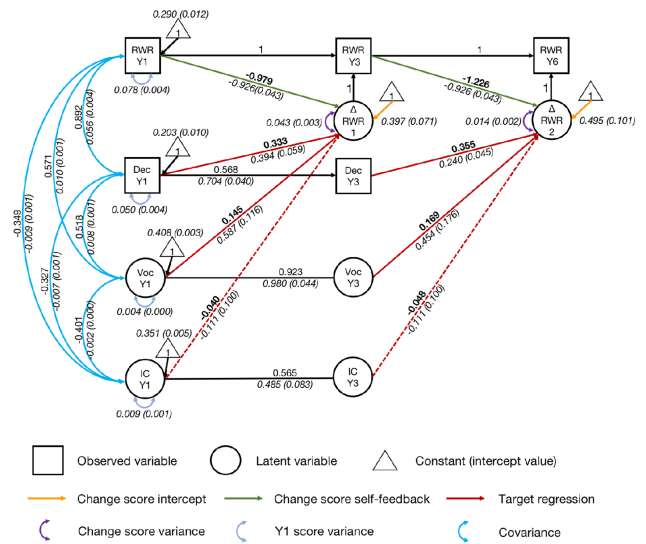 0.290 (0.012)
1
RWR
Y1
1
RWR
Y3
1
RWR
Y6
0.078 (0.004)
-0.979
-0.926(0.043)
1
-1.226
-0.926 (0.043)
1
0.892
0.056 (0.004)
0.203 (0.010)
1
0.043 (0.003)
Δ
RWR
1
1
0.397 (0.071)
0.014 (0.002)
Δ
RWR
2
1
0.495 (0.101)
0.571
0.010 (0.001)
Dec
Y1
0.333
0.394 (0.059)
0.568
0.704 (0.040)
Dec
Y3
0.355
0.240 (0.045)
0.050 (0.004)
-0.349
-0.009 (0.001)
0.518
0.008 (0.001)
0.408 (0.003)
1
0.145
0.587 (0.116)
0.169
0.454 (0.176)
-0.327
-0.007 (0.001)
Voc
Y1
0.923
0.980 (0.044)
Voc
Y3
0.004 (0.000)
-0.401
-0.002 (0.000)
0.351 (0.005)
1
-0.040
-0.111 (0.100)
-0.048
-0.111 (0.100)
IC
Y1
0.565
0.485 (0.083)
IC
Y3
0.009 (0.001)
Observed variable
Latent variable
Constant (intercept value)
Change score intercept
Change score self-feedback
Target regression
Change score variance
Y1 score variance
Covariance